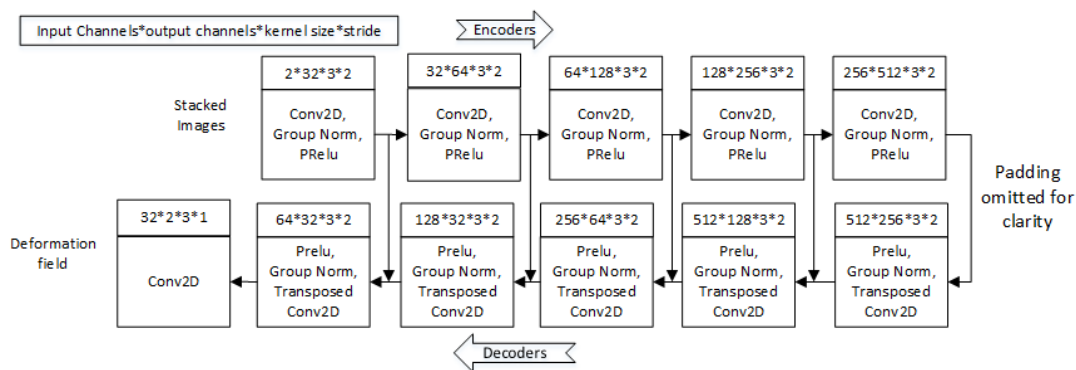 Input Channels*output channels*kernel size*stride
Encoders
2*32*3*2
32*64*3*2
64*128*3*2
128*256*3*2
256*512*3*2
Stacked
Images
Conv2D,
Group Norm,
PRelu
Conv2D,
Group Norm,
PRelu
Conv2D,
Group Norm,
PRelu
Conv2D,
Group Norm,
PRelu
Conv2D,
Group Norm,
PRelu
Padding
omitted for
clarity
Deformation
field
32*2*3*1
64*32*3*2
128*32*3*2
256*64*3*2
512*128*3*2
512*256*3*2
Conv2D
Prelu,
Group Norm,
Transposed
Conv2D
Prelu,
Group Norm,
Transposed
Conv2D
Prelu,
Group Norm,
Transposed
Conv2D
Prelu,
Group Norm,
Transposed
Conv2D
Prelu,
Group Norm,
Transposed
Conv2D
Decoders